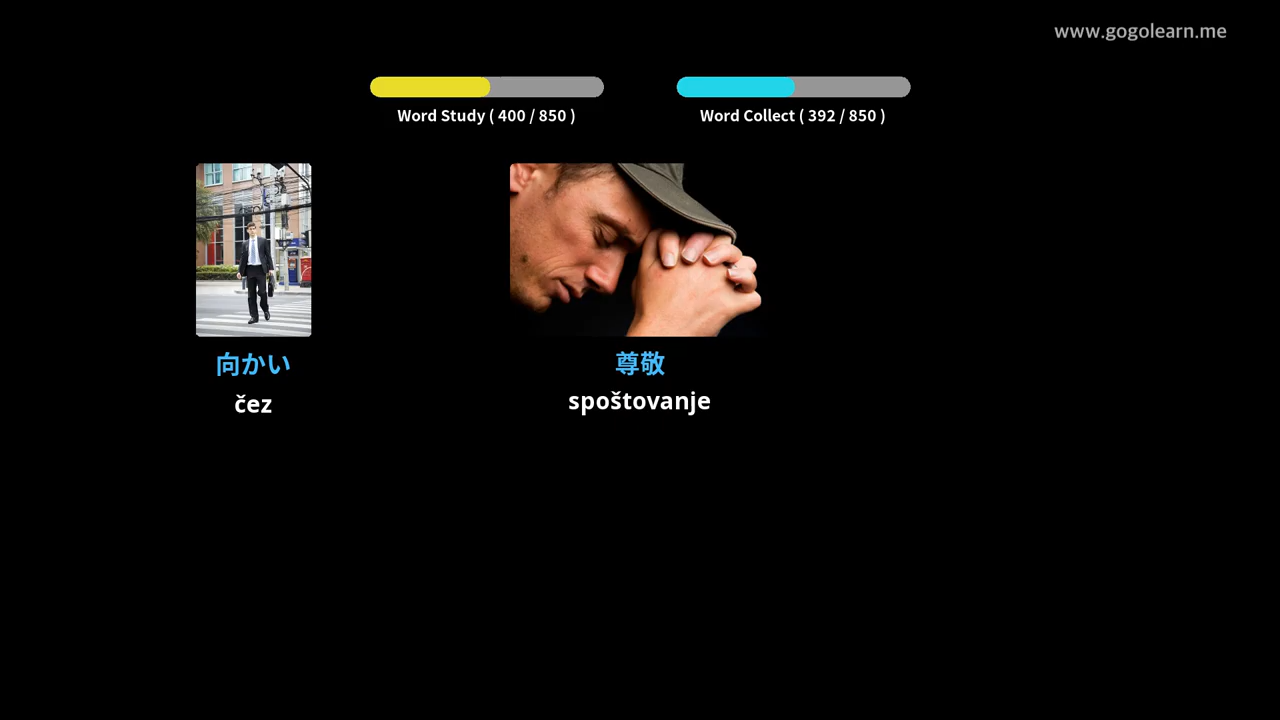 www.gogolearn.me
Word Study ( 400 / 850 )
Word Collect ( 392 / 850 )
向かい
čez
尊敬
spoštovanje